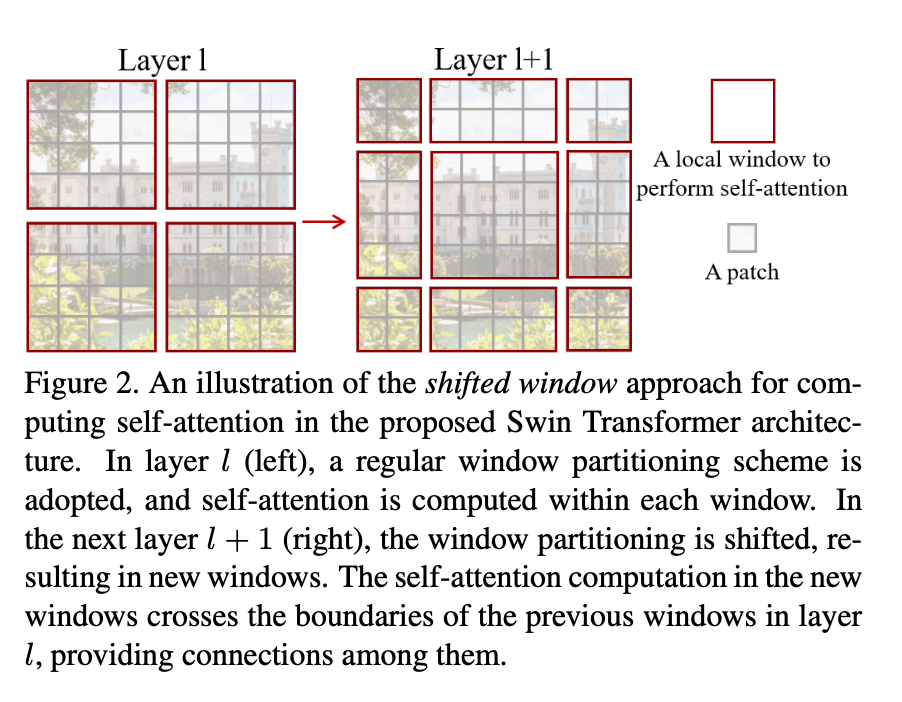 Layer l
Layer l+1
A local window to
perform self-attention
A patch
Figure 2. An illustration of the shifted window approach for com-
puting self-attention in the proposed Swin Transformer architec-
ture. In layer l (left), a regular window partitioning scheme is
adopted, and self-attention is computed within each window. In
the next layer l + 1 (right), the window partitioning is shifted, re-
sulting in new windows. The self-attention computation in the new
windows crosses the boundaries of the previous windows in layer
l, providing connections among them.